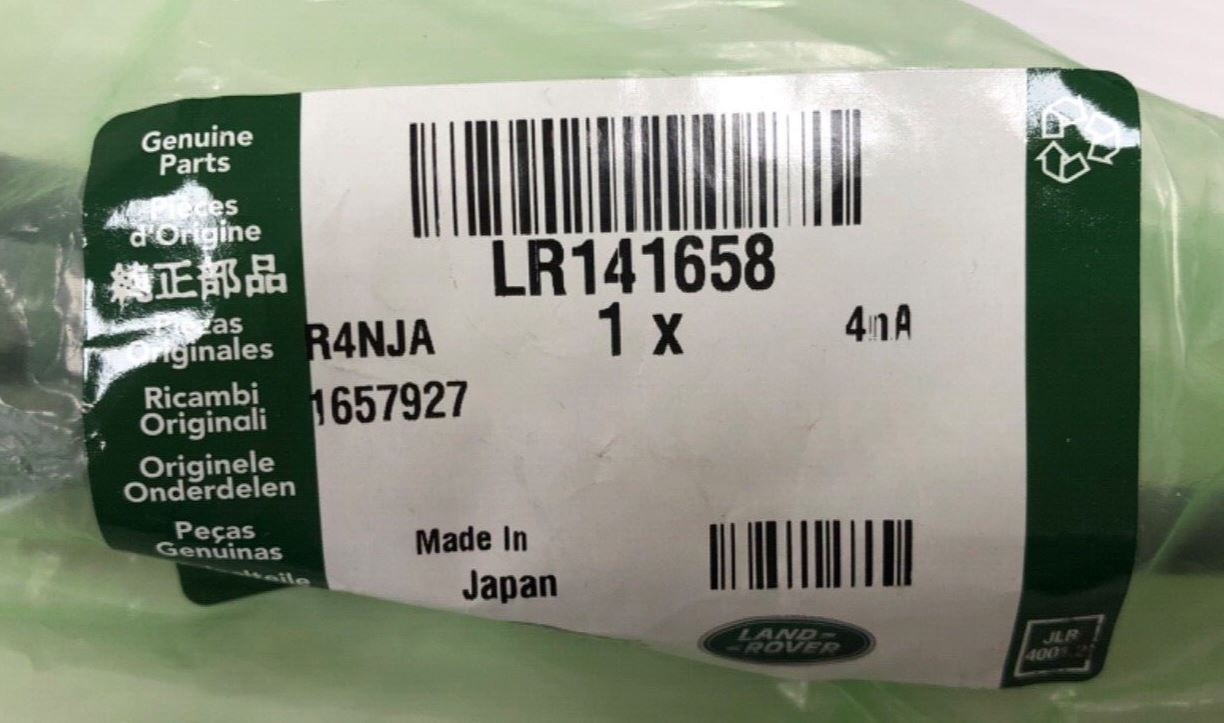 Genuine
Parts
Pièces
d'Origine
純正部品
Piezas
Originales
Ricambi
Originali
Originele
Onderdelen
Peças
Genuinas
LR141658
R4NJA
1 x
1657927
Made In
Japan
LAND-
-ROVER
JLR